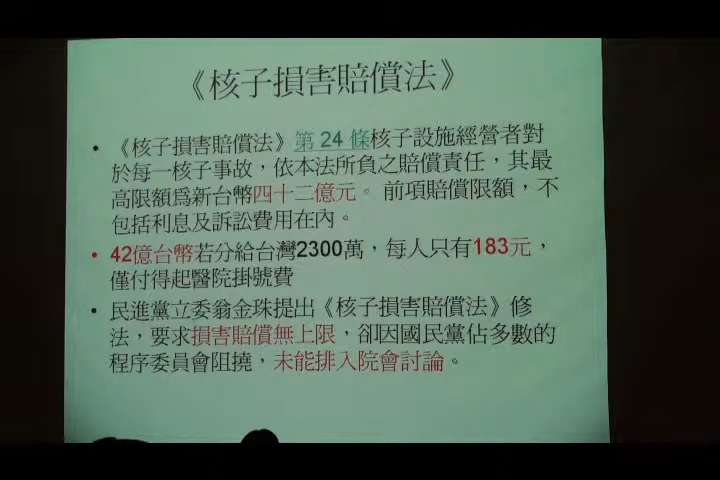 《核子損害賠償法》
• 《核子損害賠償法》第 24 條核子設施經營者對
於每一核子事故，依本法所負之賠償責任，其最
高限額爲新台幣四十二億元。 前項賠償限額，不
包括利息及訴訟費用在內。
• 42億台幣若分給台灣2300萬，每人只有183元，
僅付得起醫院掛號費
• 民進黨立委翁金珠提出《核子損害賠償法》修
法，要求損害賠償無上限，卻因國民黨佔多數的
程序委員會阻撓，未能排入院會討論。